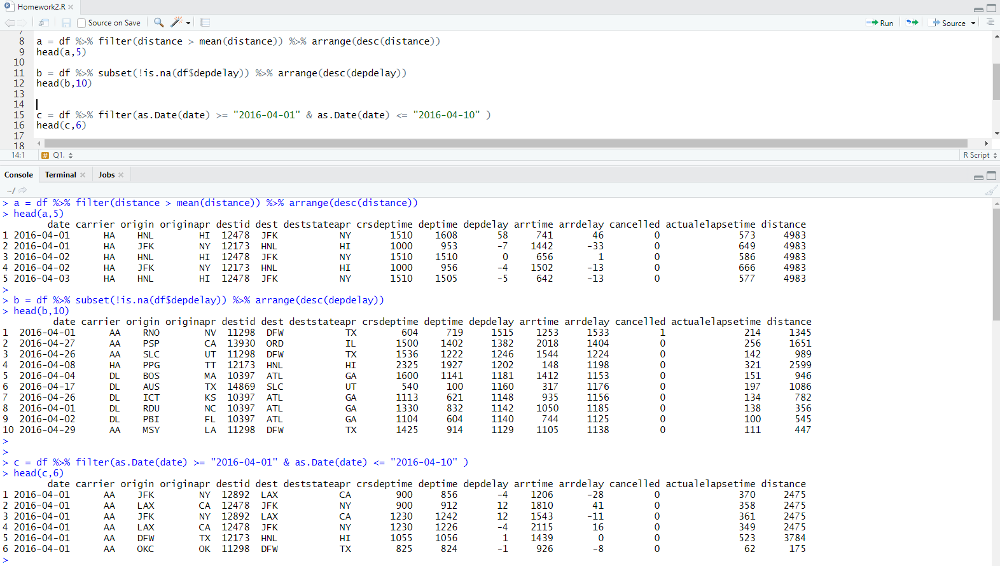 Homework2.R
Source on Save
Run
Source
7
8 a = df %>% filter(distance > mean(distance)) %>% arrange(desc(distance))
9 head(a,5)
10
11 b = df %>% subset(!is.na(df$depdelay)) %>% arrange(desc(depdelay))
12 head(b,10)
13
14
15 c = df %>% filter(as.Date(date) >= "2016-04-01" & as.Date(date) <= "2016-04-10" )
16 head(c,6)
17
18
14:1 # Q1. R Script
Console Terminal Jobs
~/
> a = df %>% filter(distance > mean(distance)) %>% arrange(desc(distance))
> head(a,5)
date carrier origin originapr destid dest deststateapr crsdeptime deptime depdelay arrtime arrdelay cancelled actualelapsetime distance
1 2016-04-01 HA HNL HI 12478 JFK NY 1510 1608 58 741 46 0 573 4983
2 2016-04-01 HA JFK NY 12173 HNL HI 1000 953 -7 1442 -33 0 649 4983
3 2016-04-02 HA HNL HI 12478 JFK NY 1510 1510 0 656 1 0 586 4983
4 2016-04-02 HA JFK NY 12173 HNL HI 1000 956 -4 1502 -13 0 666 4983
5 2016-04-03 HA HNL HI 12478 JFK NY 1510 1505 -5 642 -13 0 577 4983
>
> b = df %>% subset(!is.na(df$depdelay)) %>% arrange(desc(depdelay))
> head(b,10)
date carrier origin originapr destid dest deststateapr crsdeptime deptime depdelay arrtime arrdelay cancelled actualelapsetime distance
1 2016-04-01 AA RNO NV 11298 DFW TX 604 719 1515 1253 1533 1 214 1345
2 2016-04-27 AA PSP CA 13930 ORD IL 1500 1402 1382 2018 1404 0 256 1651
3 2016-04-26 AA SLC UT 11298 DFW TX 1536 1222 1246 1544 1224 0 142 989
4 2016-04-08 HA PPG TT 12173 HNL HI 2325 1927 1202 148 1198 0 321 2599
5 2016-04-04 DL BOS MA 10397 ATL GA 1600 1141 1181 1412 1153 0 151 946
6 2016-04-17 DL AUS TX 14869 SLC UT 540 100 1160 317 1176 0 197 1086
7 2016-04-26 DL ICT KS 10397 ATL GA 1113 621 1148 935 1156 0 134 782
8 2016-04-01 DL RDU NC 10397 ATL GA 1330 832 1142 1050 1185 0 138 356
9 2016-04-02 DL PBI FL 10397 ATL GA 1104 604 1140 744 1125 0 100 545
10 2016-04-29 AA MSY LA 11298 DFW TX 1425 914 1129 1105 1138 0 111 447
>
>
> c = df %>% filter(as.Date(date) >= "2016-04-01" & as.Date(date) <= "2016-04-10" )
> head(c,6)
date carrier origin originapr destid dest deststateapr crsdeptime deptime depdelay arrtime arrdelay cancelled actualelapsetime distance
1 2016-04-01 AA JFK NY 12892 LAX CA 900 856 -4 1206 -28 0 370 2475
2 2016-04-01 AA LAX CA 12478 JFK NY 900 912 12 1810 41 0 358 2475
3 2016-04-01 AA JFK NY 12892 LAX CA 1230 1242 12 1543 -11 0 361 2475
4 2016-04-01 AA LAX CA 12478 JFK NY 1230 1226 -4 2115 16 0 349 2475
5 2016-04-01 AA DFW TX 12173 HNL HI 1055 1056 1 1439 0 0 523 3784
6 2016-04-01 AA OKC OK 11298 DFW TX 825 824 -1 926 -8 0 62 175
>